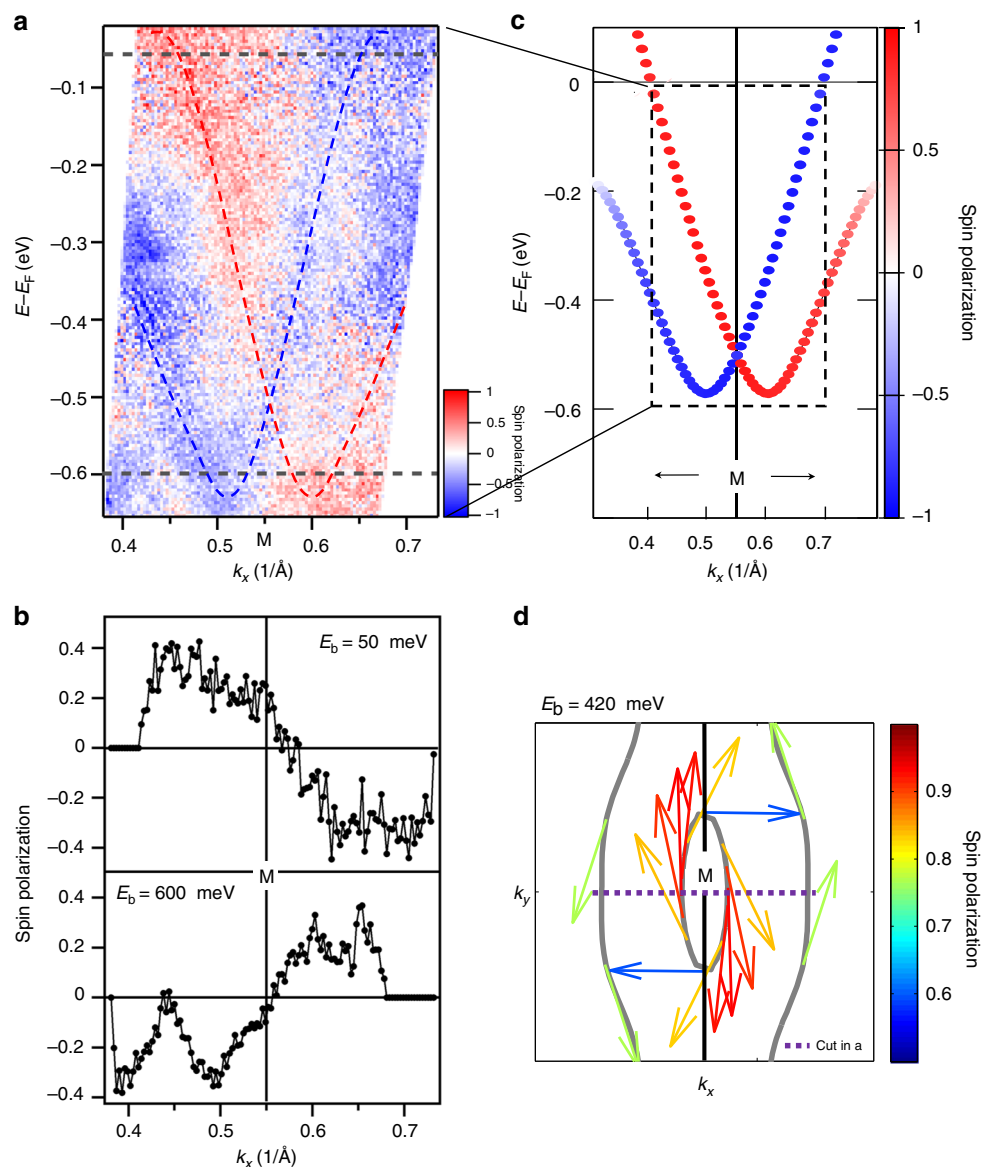 a
−0.1
−0.2
−0.3
−0.4
−0.5
−0.6
E–E_F (eV)
1
0.5
0
−0.5
−1
Spin polarization
0.4
0.5
M
0.6
0.7
k_x (1/Å)
c
0
−0.2
−0.4
−0.6
E–E_F (eV)
M
0.4
0.5
0.6
0.7
k_x (1/Å)
1
0.5
0
−0.5
−1
Spin polarization
b
E_b = 50 meV
0.4
0.2
0
−0.2
−0.4
M
E_b = 600 meV
0.2
0
−0.2
−0.4
Spin polarization
0.4
0.5
0.6
0.7
k_x (1/Å)
d
E_b = 420 meV
M
k_y
Cut in a
k_x
0.9
0.8
0.7
0.6
Spin polarization